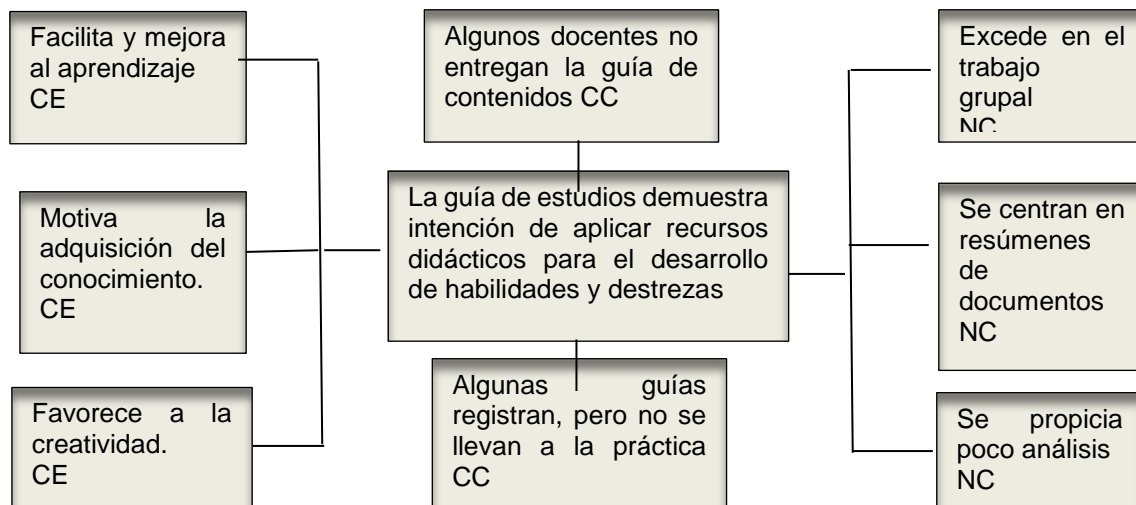 Facilita y mejora
al aprendizaje
CE
Motiva la
adquisición del
conocimiento.
CE
Favorece a la
creatividad.
CE
Algunos docentes no
entregan la guía de
contenidos CC
La guía de estudios demuestra
intención de aplicar recursos
didácticos para el desarrollo
de habilidades y destrezas
Algunas guías
registran, pero no se
llevan a la práctica
CC
Excede en el
trabajo
grupal
NC
Se centran en
resúmenes
de
documentos
NC
Se propicia
poco análisis
NC